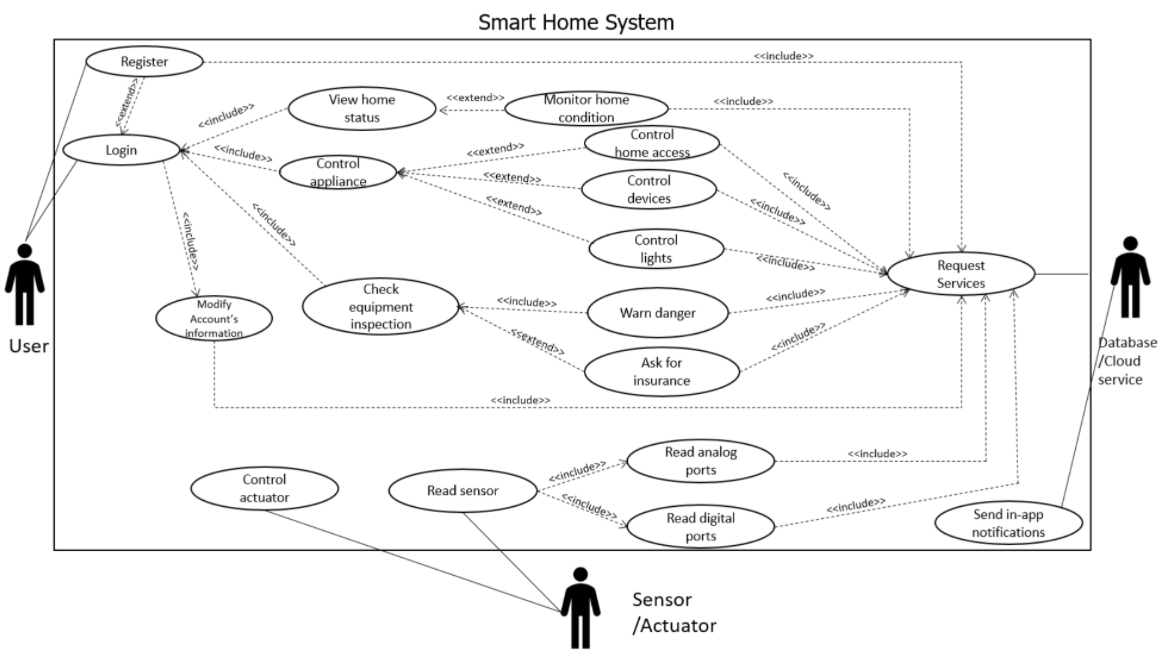 Smart Home System
Register
<<include>>
<<extend>>
View home
status
<<extend>>
Monitor home
condition
<<include>>
<<include>>
Login
<<include>>
Control
appliance
<<extend>>
Control
home access
<<extend>>
Control
devices
<<include>>
<<extend>>
<<include>>
<<include>>
<<include>>
Control
lights
<<include>>
Request
Services
User
Modify
Account's
information
Check
equipment
inspection
<<include>>
Warn danger
<<include>>
<<extend>>
Ask for
insurance
<<include>>
Database
/Cloud
service
<<include>>
Control
actuator
Read sensor
<<include>>
Read analog
ports
<<include>>
<<include>>
Read digital
ports
<<include>>
Send in-app
notifications
Sensor
/Actuator